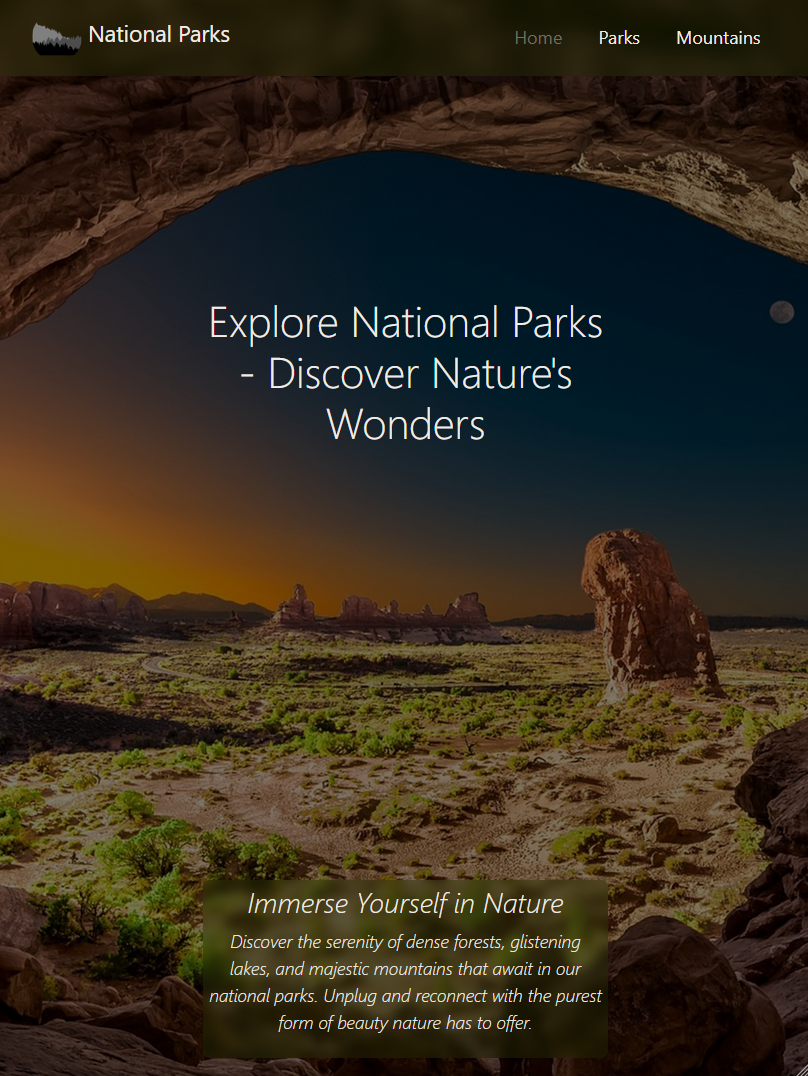 National Parks
Home
Parks
Mountains
Explore National Parks
- Discover Nature's
Wonders
Immerse Yourself in Nature
Discover the serenity of dense forests, glistening
lakes, and majestic mountains that await in our
national parks. Unplug and reconnect with the purest
form of beauty nature has to offer.